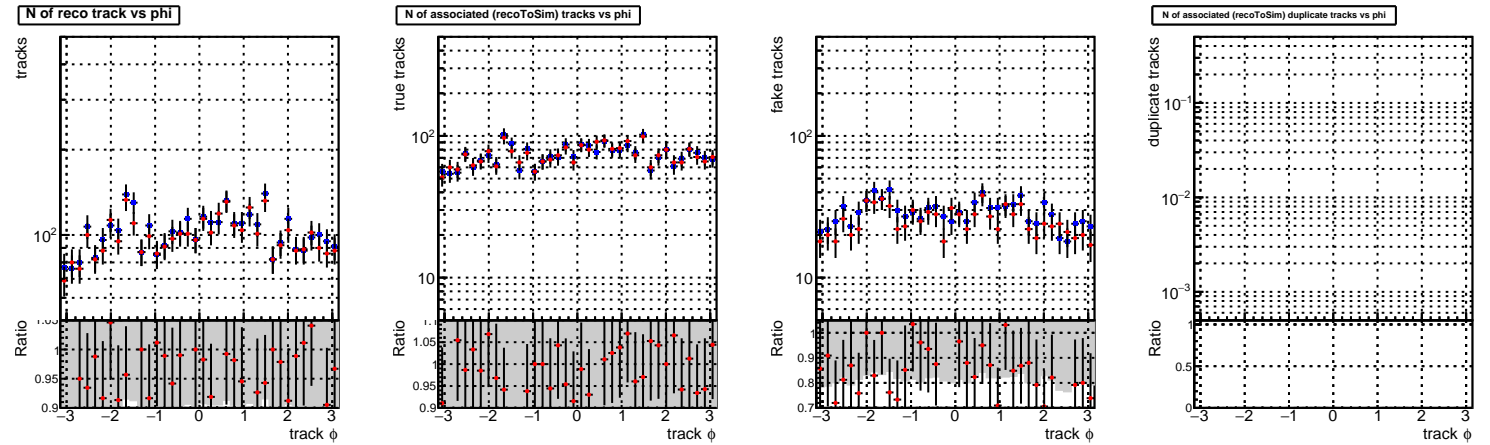 N of reco track vs phi
tracks
10²
Ratio
1.05
1
0.95
0.9
−3 −2 −1 0 1 2 3
track ϕ
N of associated (recoToSim) tracks vs phi
true tracks
10²
10
Ratio
1.1
1.05
1
0.95
0.9
−3 −2 −1 0 1 2 3
track ϕ
fake tracks
10²
10
Ratio
1
0.9
0.8
0.7
−3 −2 −1 0 1 2 3
track ϕ
N of associated (recoToSim) duplicate tracks vs phi
duplicate tracks
10⁻¹
10⁻²
10⁻³
Ratio
1
0.5
0
−3 −2 −1 0 1 2 3
track ϕ